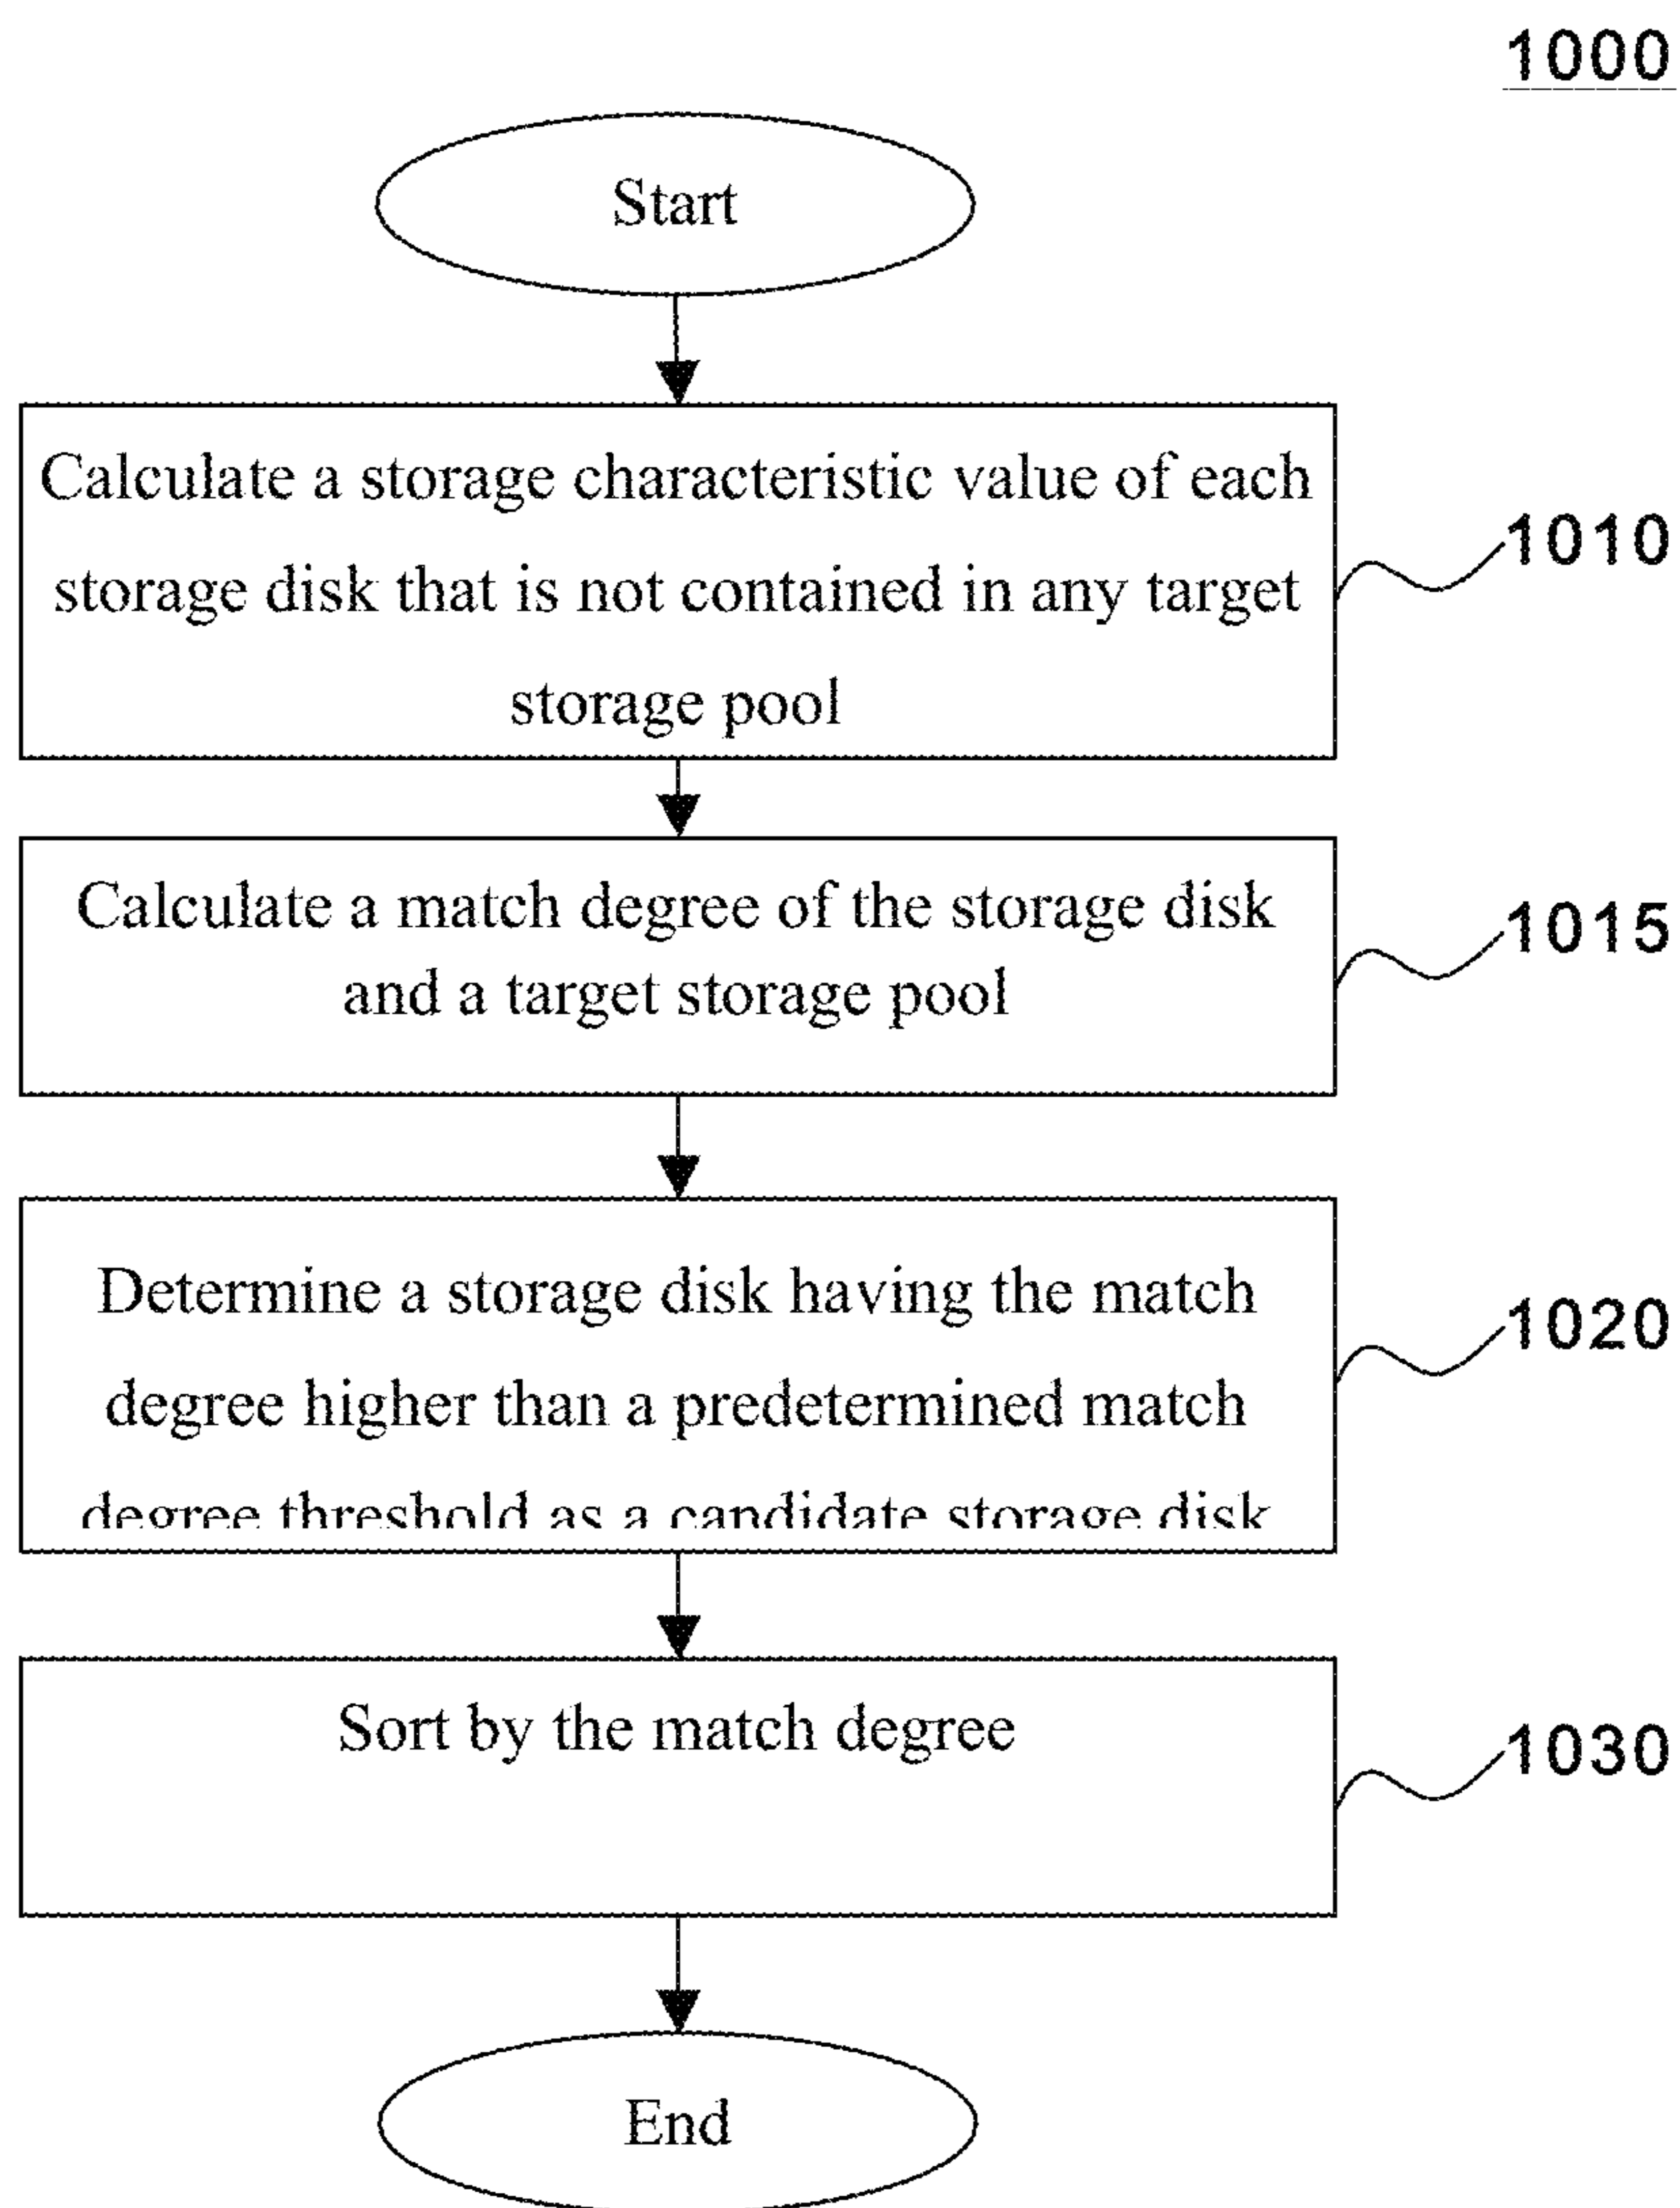 1000
Start
Calculate a storage characteristic value of each
storage disk that is not contained in any target
storage pool
1010
Calculate a match degree of the storage disk
and a target storage pool
1015
Determine a storage disk having the match
degree higher than a predetermined match
degree threshold as a candidate storage disk
1020
Sort by the match degree
1030
End